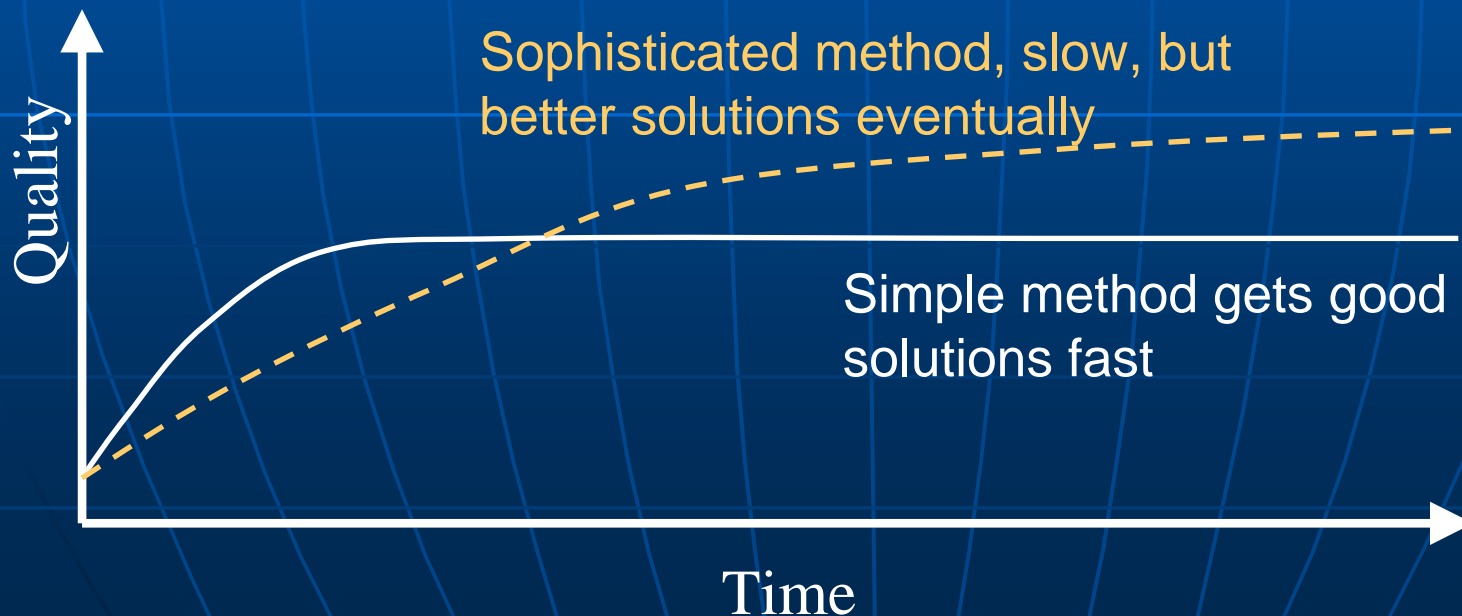 Sophisticated method, slow, but
better solutions eventually
Quality
Simple method gets good
solutions fast
Time